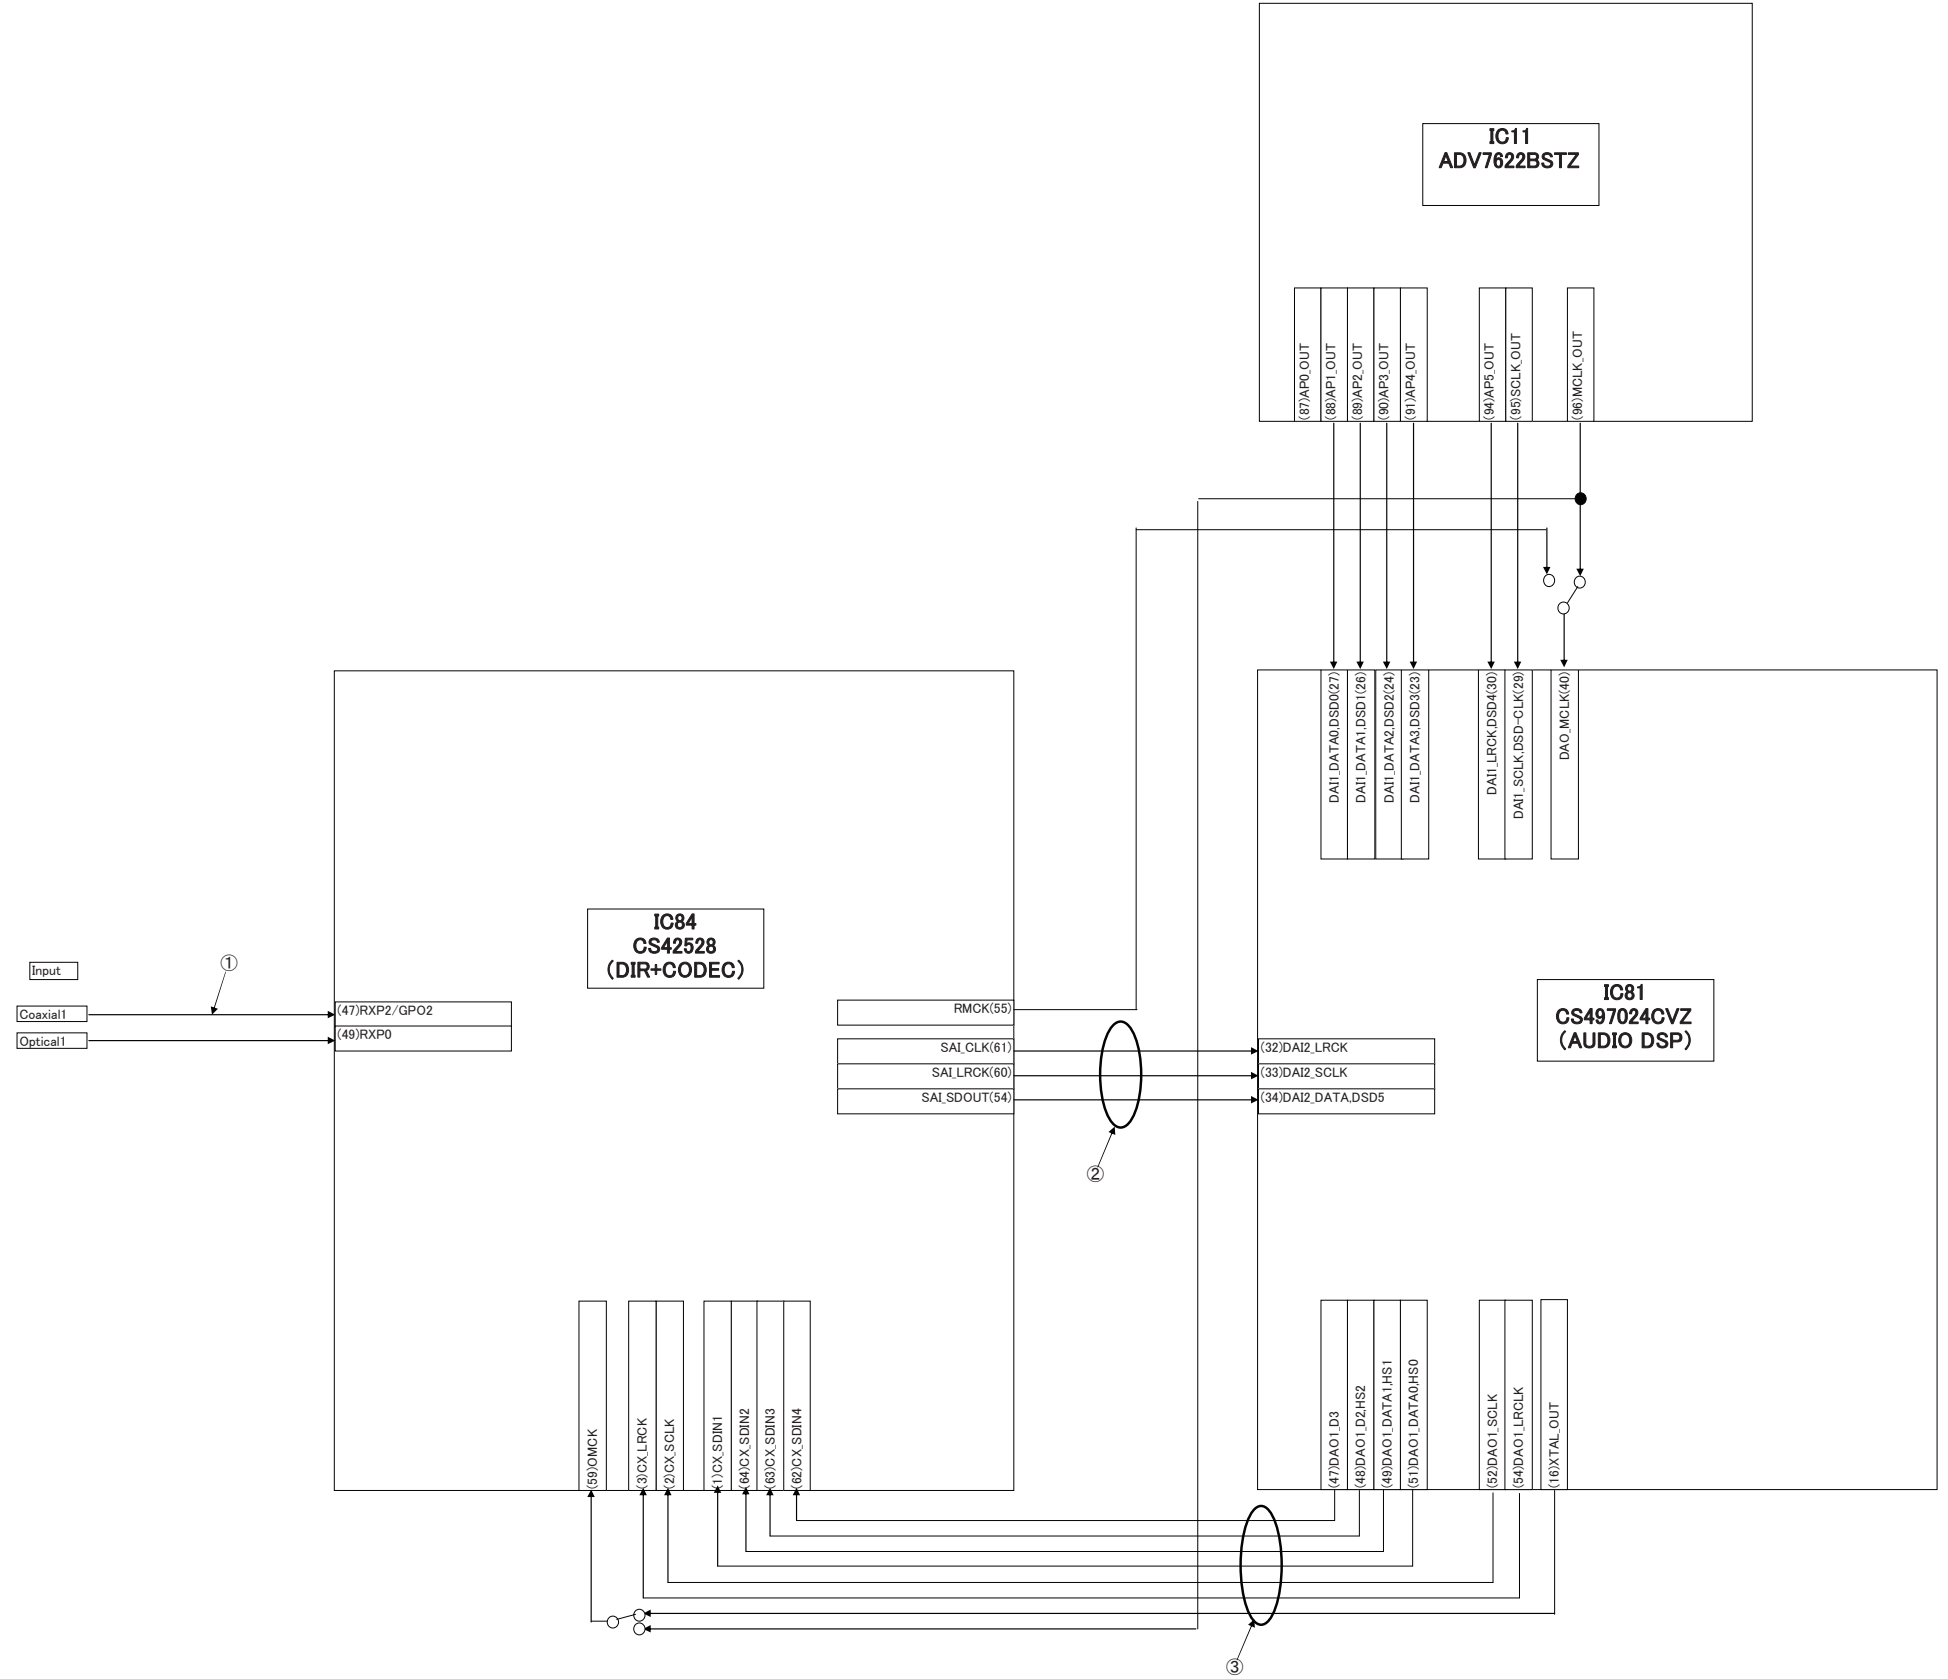 IC11
ADV7622BSTZ
(87)AP0_OUT
(88)AP1_OUT
(89)AP2_OUT
(90)AP3_OUT
(91)AP4_OUT
(94)AP5_OUT
(95)SCLK_OUT
(96)MCLK_OUT
DAI1_DATA0,DSD0(27)
DAI1_DATA1,DSD1(26)
DAI1_DATA2,DSD2(24)
DAI1_DATA3,DSD3(23)
DAI1_LRCK,DSD4(30)
DAI1_SCLK,DSD-CLK(29)
DAO_MCLK(40)
IC84
CS42528
(DIR+CODEC)
Input
①
Coaxial1
Optical1
(47)RXP2/GPO2
(49)RXP0
RMCK(55)
SAI_CLK(61)
SAI_LRCK(60)
SAI_SDOUT(54)
②
IC81
CS497024CVZ
(AUDIO DSP)
(32)DAI2_LRCK
(33)DAI2_SCLK
(34)DAI2_DATA,DSD5
(59)OMCK
(3)CX_LRCK
(2)CX_SCLK
(1)CX_SDIN1
(64)CX_SDIN2
(63)CX_SDIN3
(62)CX_SDIN4
(47)DAO1_D3
(48)DAO1_D2,HS2
(49)DAO1_DATA1,HS1
(51)DAO1_DATA0,HS0
(52)DAO1_SCLK
(54)DAO1_LRCLK
(16)XTAL_OUT
③